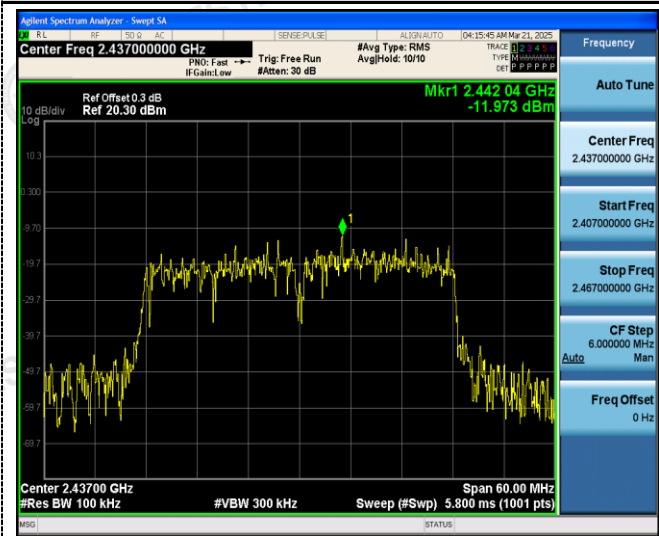 Agilent Spectrum Analyzer - Swept SA
RL RF 50 Ω AC SENSE:PULSE ALIGN AUTO 04:15:45 AM Mar 21, 2025
Center Freq 2.437000000 GHz
PNO: Fast
IFGain:Low
Trig: Free Run
#Atten: 30 dB
#Avg Type: RMS
Avg|Hold: 10/10
TRACE 1 2 3 4 5 6
TYPE M
DET P P P P P P
Ref Offset 0.3 dB
10 dB/div Ref 20.30 dBm
Log
Mkr1 2.442 04 GHz
-11.973 dBm
10.3
0.300
-9.70
-19.7
-29.7
-39.7
-49.7
-59.7
-69.7
1
Center 2.43700 GHz Span 60.00 MHz
#Res BW 100 kHz #VBW 300 kHz Sweep (#Swp) 5.800 ms (1001 pts)
MSG STATUS
Frequency
Auto Tune
Center Freq
2.437000000 GHz
Start Freq
2.407000000 GHz
Stop Freq
2.467000000 GHz
CF Step
6.000000 MHz
Auto Man
Freq Offset
0 Hz